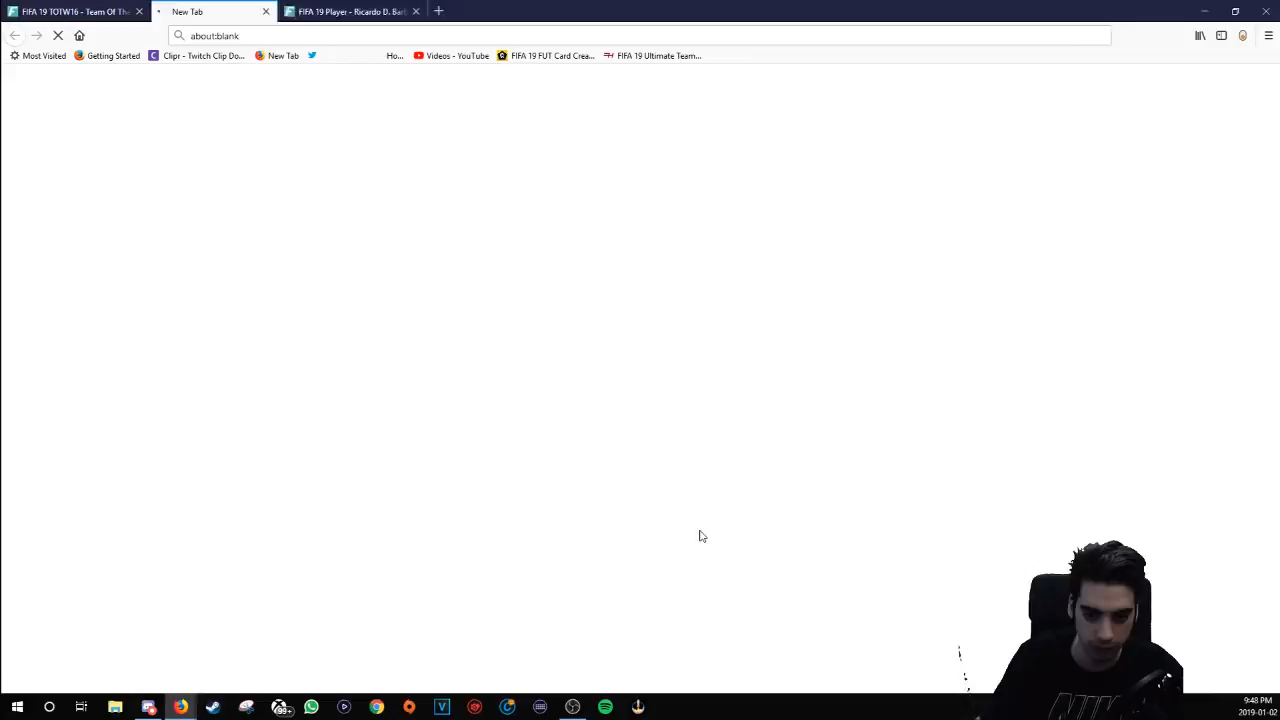 FIFA 19 TOTW16 - Team Of The
New Tab
FIFA 19 Player - Ricardo D. Barb
about:blank
Most Visited
Getting Started
Clipr - Twitch Clip Do...
New Tab
Ho...
Videos - YouTube
FIFA 19 FUT Card Crea...
FIFA 19 Ultimate Team...
99+
9:48 PM
2019-01-02